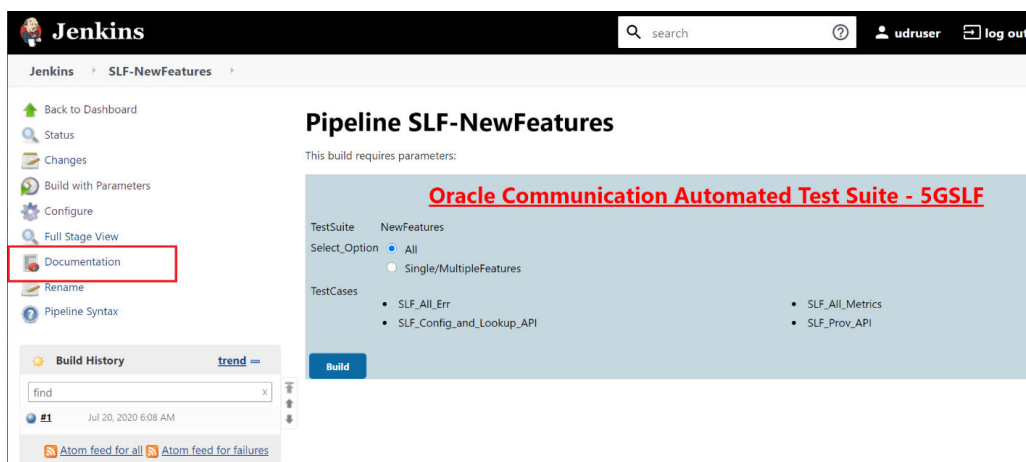 Jenkins
search
udruser
log out
Jenkins SLF-NewFeatures
Back to Dashboard
Status
Changes
Build with Parameters
Configure
Full Stage View
Documentation
Rename
Pipeline Syntax
Build History trend
find x
#1 Jul 20, 2020 6:08 AM
Atom feed for all Atom feed for failures
Pipeline SLF-NewFeatures
This build requires parameters:
Oracle Communication Automated Test Suite - 5GSLF
TestSuite NewFeatures
Select_Option All
Single/MultipleFeatures
TestCases
SLF_All_Err SLF_All_Metrics
SLF_Config_and_Lookup_API SLF_Prov_API
Build